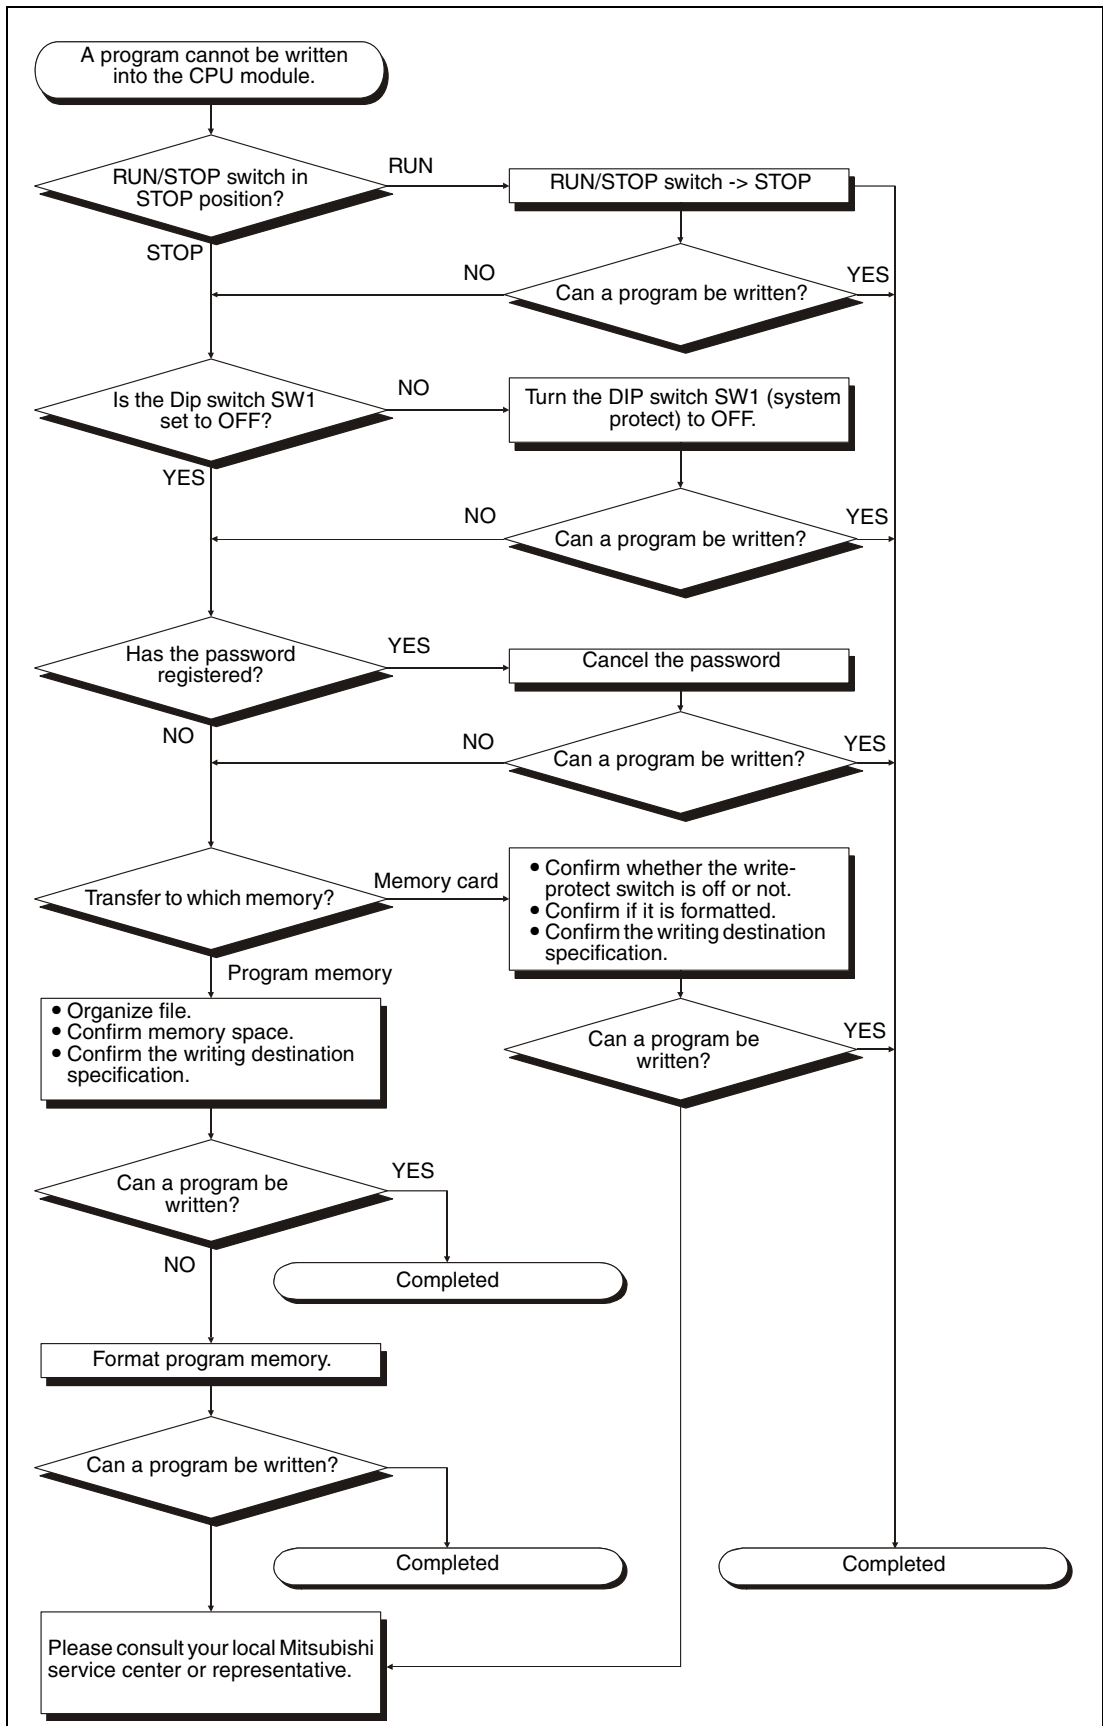 A program cannot be written
into the CPU module.
RUN/STOP switch in
STOP position?
RUN
RUN/STOP switch -> STOP
STOP
NO
Can a program be written?
YES
Is the Dip switch SW1
set to OFF?
NO
Turn the DIP switch SW1 (system
protect) to OFF.
YES
NO
Can a program be written?
YES
Has the password
registered?
YES
Cancel the password
NO
NO
Can a program be written?
YES
Transfer to which memory?
Memory card
• Confirm whether the write-
protect switch is off or not.
• Confirm if it is formatted.
• Confirm the writing destination
specification.
Program memory
• Organize file.
• Confirm memory space.
• Confirm the writing destination
specification.
Can a program be
written?
YES
Can a program be
written?
YES
NO
Completed
Format program memory.
Can a program be written?
Completed
Completed
Please consult your local Mitsubishi
service center or representative.